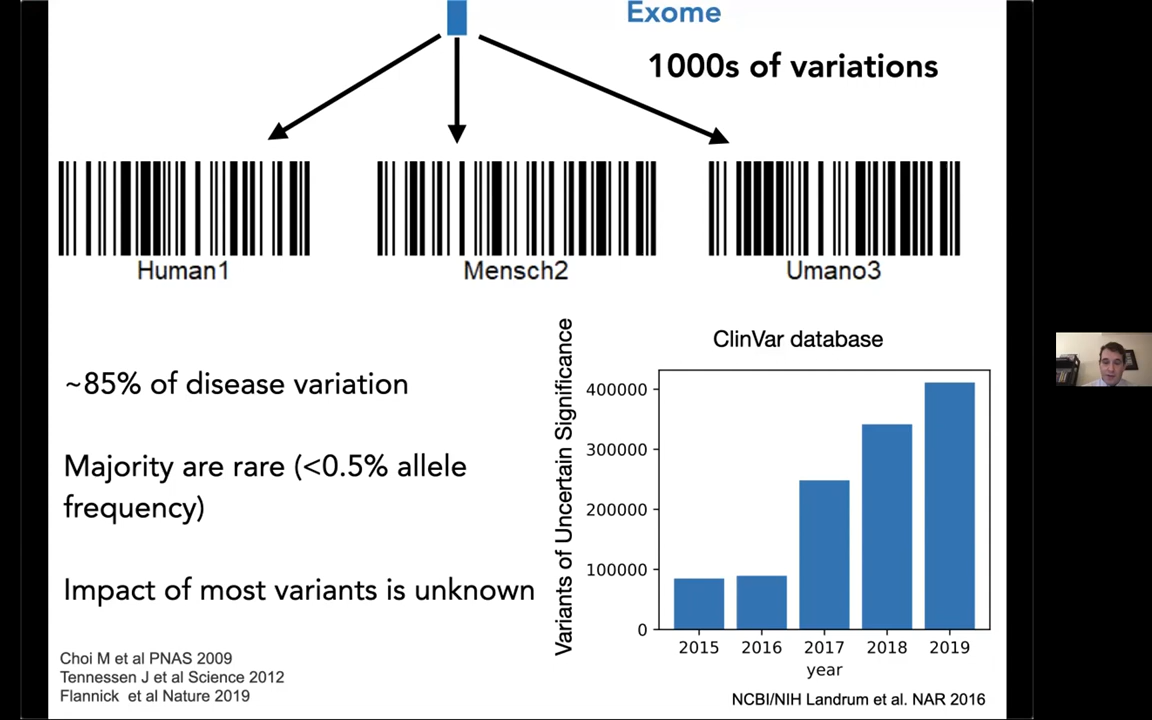 Exome
1000s of variations
Human1
Mensch2
Umano3
~85% of disease variation
Majority are rare (<0.5% allele
frequency)
Impact of most variants is unknown
Choi M et al PNAS 2009
Tennessen J et al Science 2012
Flannick et al Nature 2019
ClinVar database
Variants of Uncertain Significance
400000
300000
200000
100000
0
2015 2016 2017 2018 2019
year
NCBI/NIH Landrum et al. NAR 2016